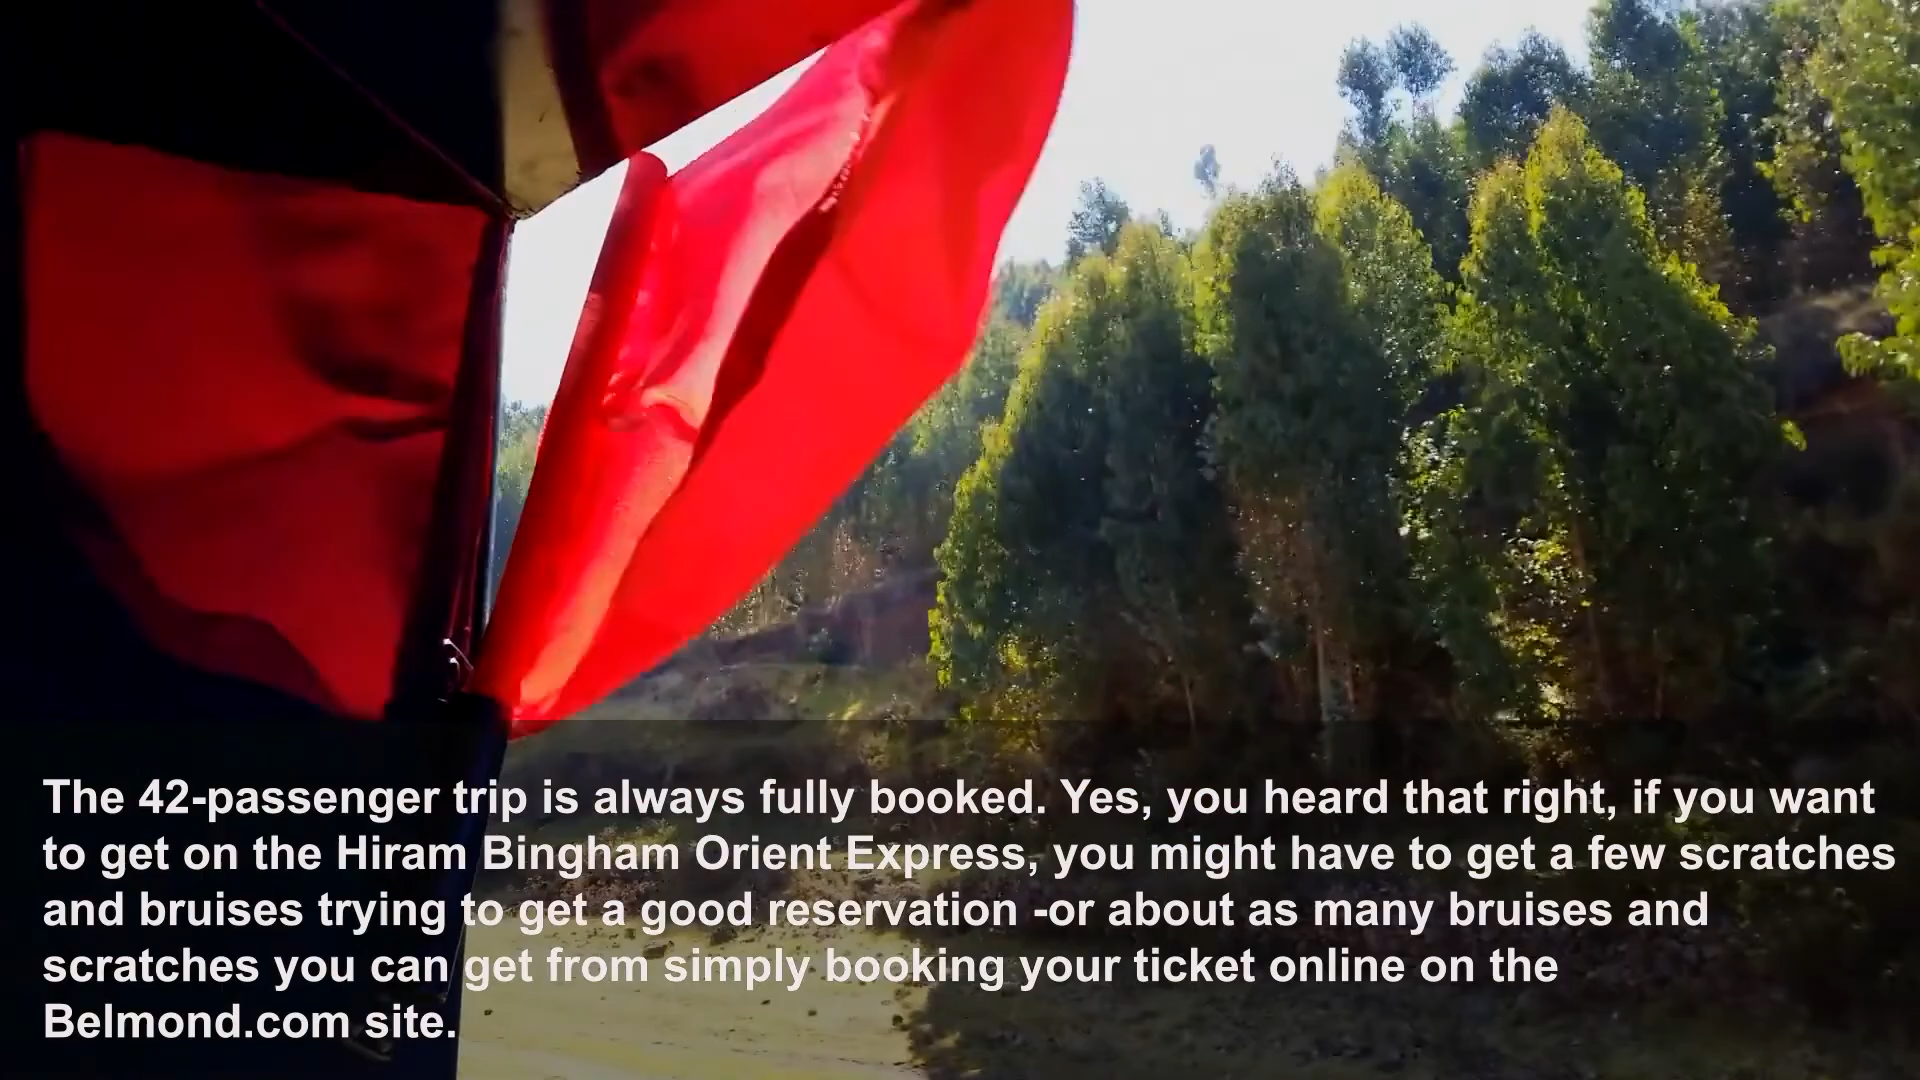 The 42-passenger trip is always fully booked. Yes, you heard that right, if you want
to get on the Hiram Bingham Orient Express, you might have to get a few scratches
and bruises trying to get a good reservation -or about as many bruises and
scratches you can get from simply booking your ticket online on the
Belmond.com site.